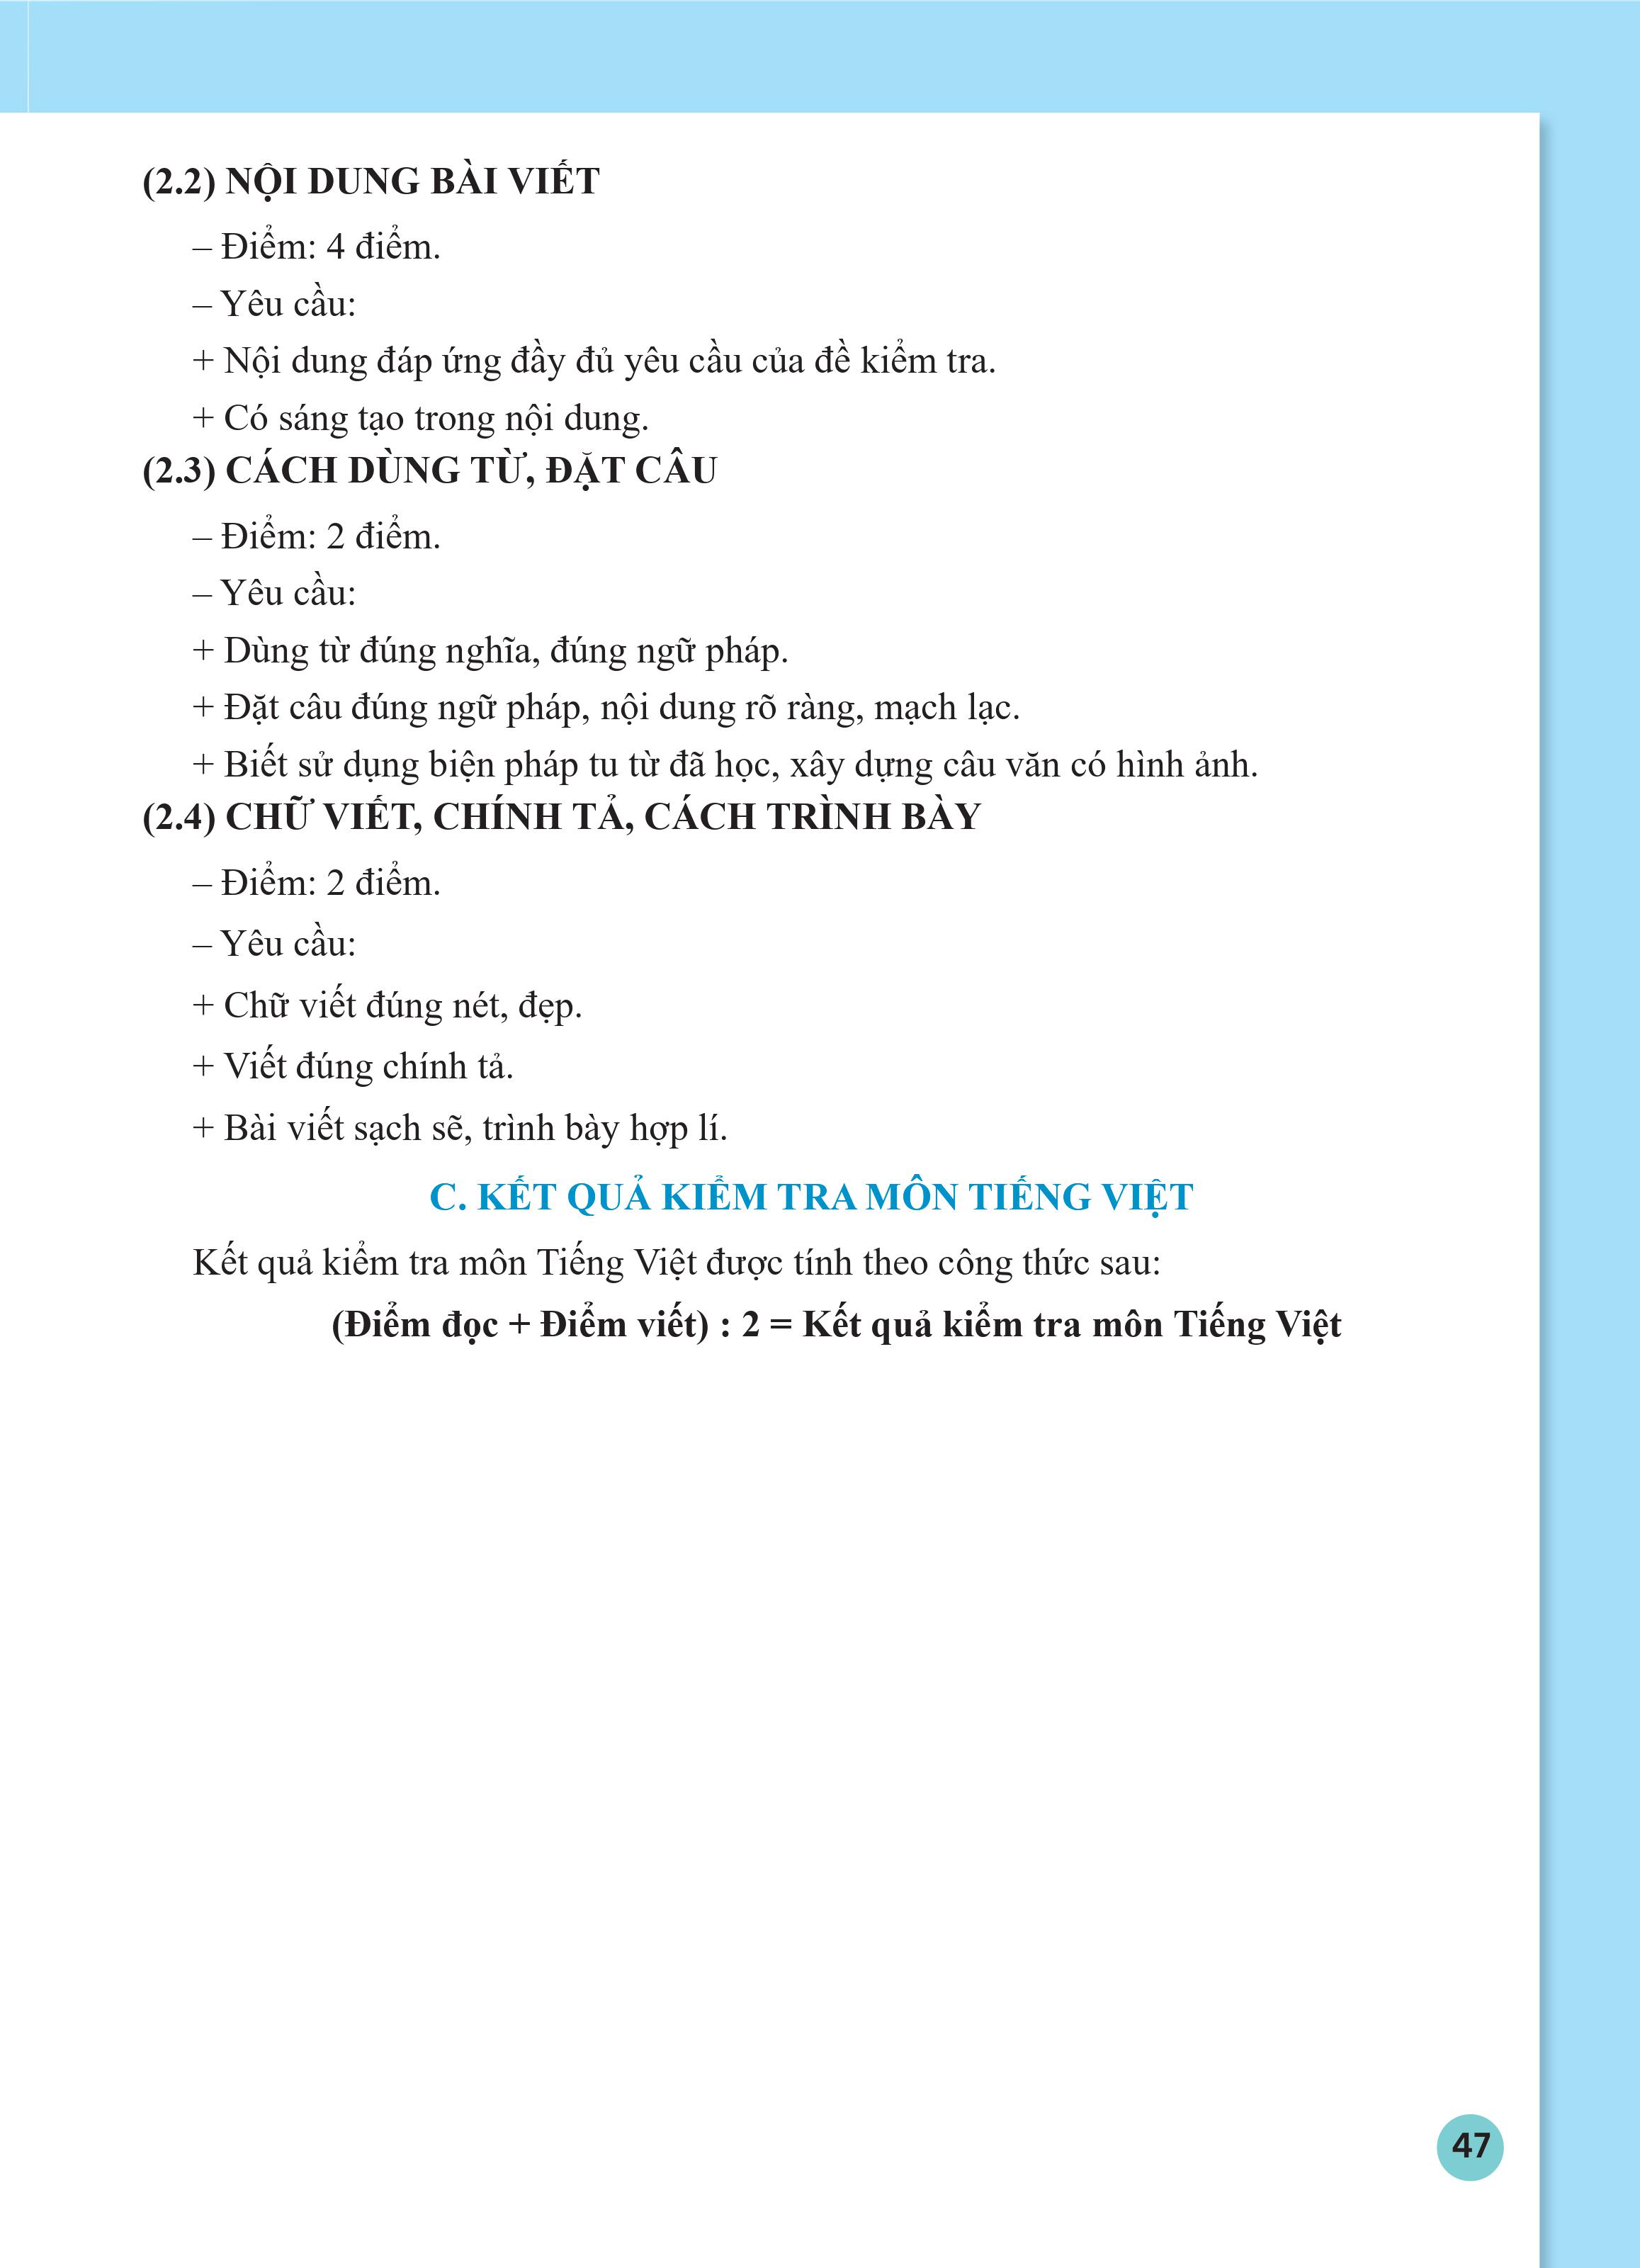 (2.2) NỘI DUNG BÀI VIẾT
– Điểm: 4 điểm.
– Yêu cầu:
+ Nội dung đáp ứng đầy đủ yêu cầu của đề kiểm tra.
+ Có sáng tạo trong nội dung.
(2.3) CÁCH DÙNG TỪ, ĐẶT CÂU
– Điểm: 2 điểm.
– Yêu cầu:
+ Dùng từ đúng nghĩa, đúng ngữ pháp.
+ Đặt câu đúng ngữ pháp, nội dung rõ ràng, mạch lạc.
+ Biết sử dụng biện pháp tu từ đã học, xây dựng câu văn có hình ảnh.
(2.4) CHỮ VIẾT, CHÍNH TẢ, CÁCH TRÌNH BÀY
– Điểm: 2 điểm.
– Yêu cầu:
+ Chữ viết đúng nét, đẹp.
+ Viết đúng chính tả.
+ Bài viết sạch sẽ, trình bày hợp lí.
C. KẾT QUẢ KIỂM TRA MÔN TIẾNG VIỆT
Kết quả kiểm tra môn Tiếng Việt được tính theo công thức sau:
(Điểm đọc + Điểm viết) : 2 = Kết quả kiểm tra môn Tiếng Việt
47